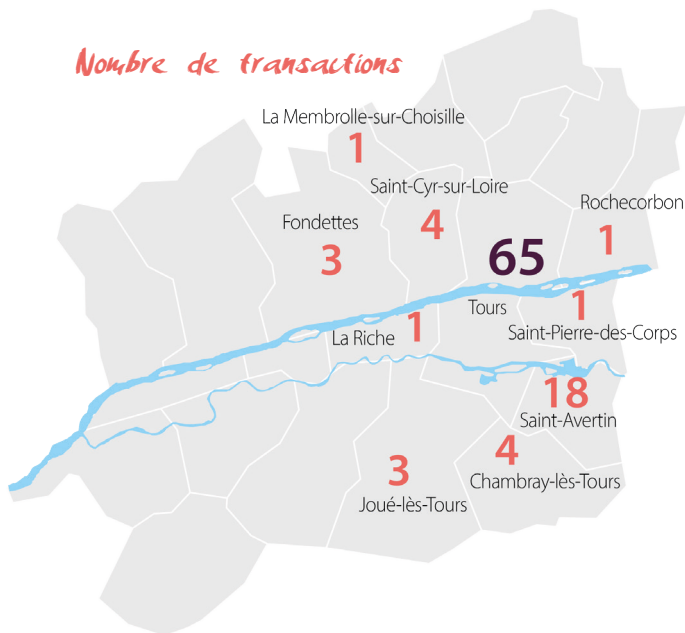 Nombre de transactions
La Membrolle-sur-Choisille
1
Saint-Cyr-sur-Loire
4
Rochecorbon
1
Fondettes
3
65
Tours
1
Saint-Pierre-des-Corps
La Riche 1
18
Saint-Avertin
4
Chambray-lès-Tours
3
Joué-lès-Tours